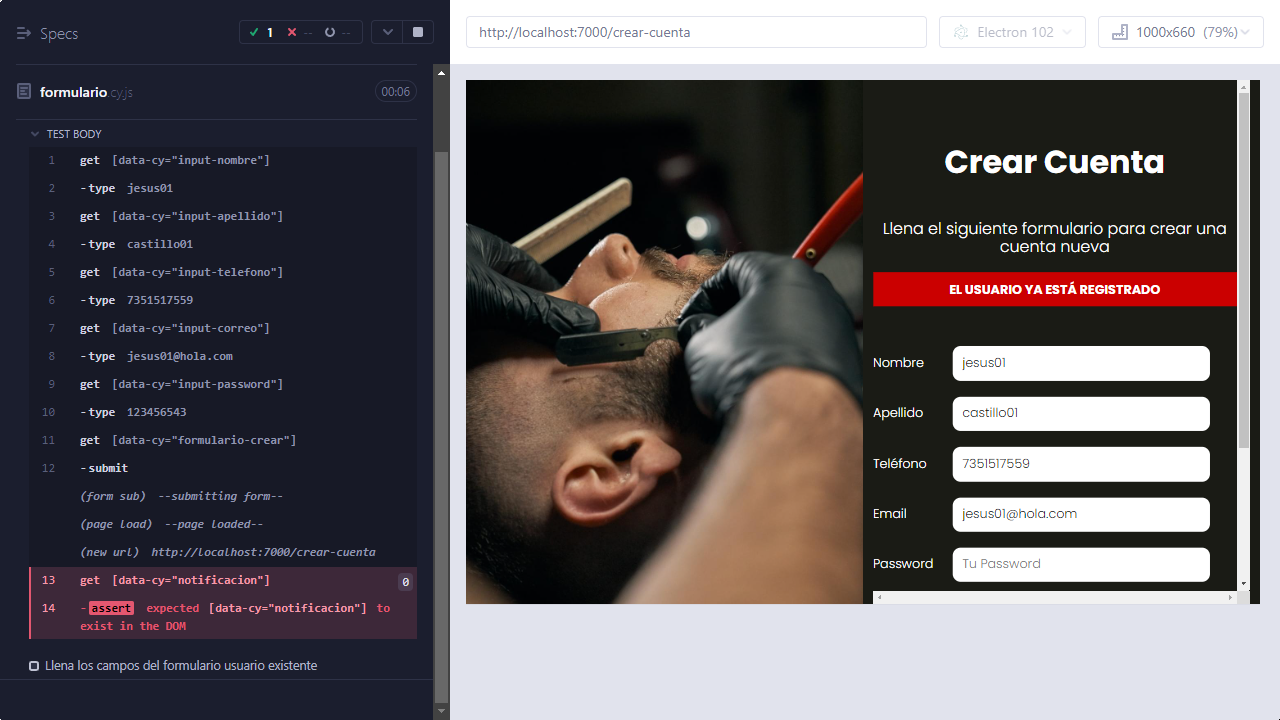 Specs
1
--
--
formulario.cy.js
00:06
TEST BODY
1 get [data-cy="input-nombre"]
2 -type jesus01
3 get [data-cy="input-apellido"]
4 -type castillo01
5 get [data-cy="input-telefono"]
6 -type 7351517559
7 get [data-cy="input-correo"]
8 -type jesus01@hola.com
9 get [data-cy="input-password"]
10 -type 123456543
11 get [data-cy="formulario-crear"]
12 -submit
(form sub) --submitting form--
(page load) --page loaded--
(new url) http://localhost:7000/crear-cuenta
13 get [data-cy="notificacion"] 0
14 -assert expected [data-cy="notificacion"] to
exist in the DOM
Llena los campos del formulario usuario existente
http://localhost:7000/crear-cuenta
Electron 102
1000x660 (79%)
Crear Cuenta
Llena el siguiente formulario para crear una
cuenta nueva
EL USUARIO YA ESTÁ REGISTRADO
Nombre jesus01
Apellido castillo01
Teléfono 7351517559
Email jesus01@hola.com
Password Tu Password